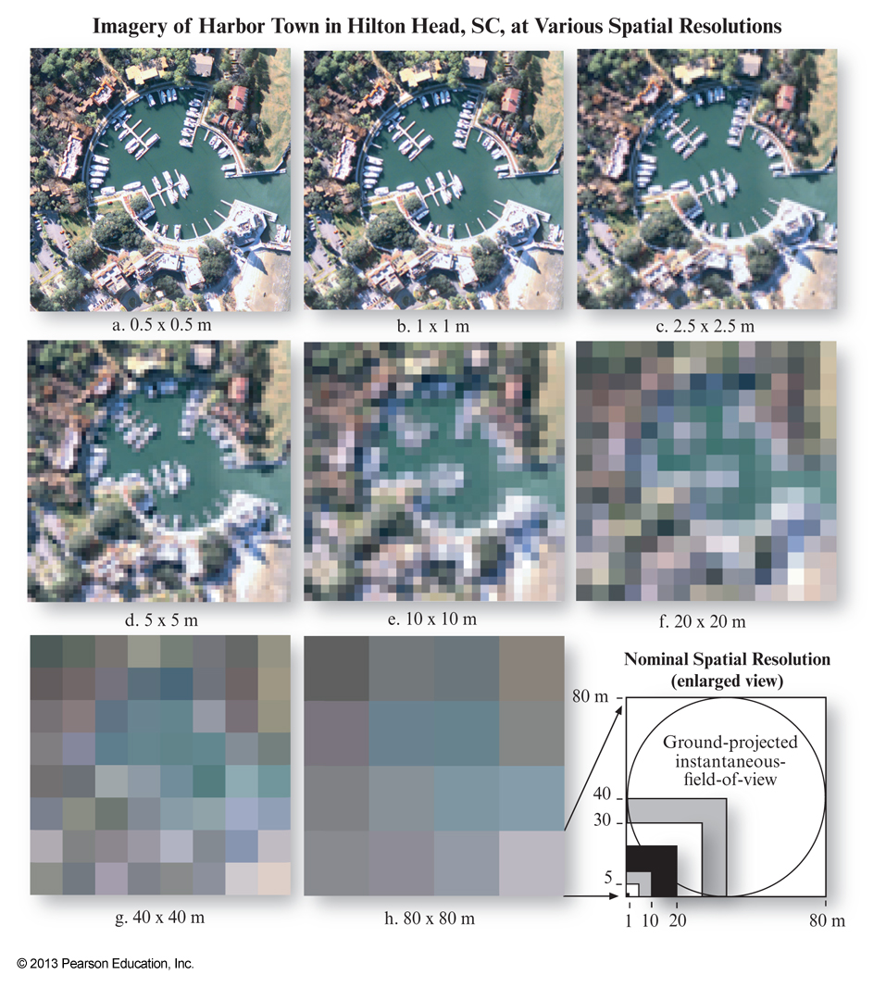 Imagery of Harbor Town in Hilton Head, SC, at Various Spatial Resolutions
a. 0.5 x 0.5 m
b. 1 x 1 m
c. 2.5 x 2.5 m
d. 5 x 5 m
e. 10 x 10 m
f. 20 x 20 m
Nominal Spatial Resolution
(enlarged view)
80 m
Ground-projected
instantaneous-
field-of-view
40
30
5
1 10 20 80 m
g. 40 x 40 m
h. 80 x 80 m
© 2013 Pearson Education, Inc.